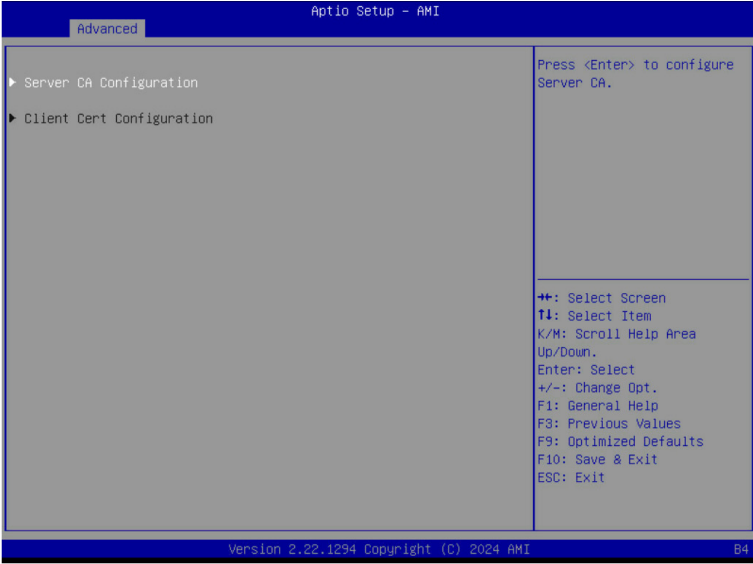 Aptio Setup – AMI
Advanced
▶ Server CA Configuration
▶ Client Cert Configuration
Press <Enter> to configure
Server CA.
→←: Select Screen
↑↓: Select Item
K/M: Scroll Help Area
Up/Down.
Enter: Select
+/-: Change Opt.
F1: General Help
F3: Previous Values
F9: Optimized Defaults
F10: Save & Exit
ESC: Exit
Version 2.22.1294 Copyright (C) 2024 AMI
B4